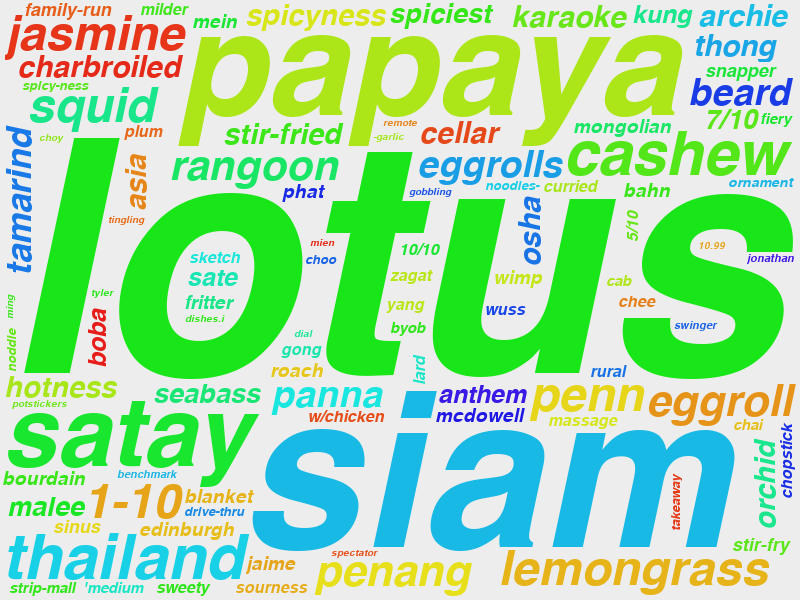 family-run milder
mein spicyness spiciest karaoke kung archie
jasmine papaya thong
charbroiled snapper
spicy-ness beard
squid 7/10 fiery
remote
choy plum stir-fried -garlic cellar mongolian
rangoon eggrolls cashew
asia phat gobbling noodles- curried bahn ornament
tamarind
tingling lotus osha 5/10
mien 10/10 10.99
sketch choo jonathan
sate zagat wimp cab
tyler fritter yang wuss chee
ming boba dishes.i byob swinger
noddle dial
gong
roach lard rural
hotness seabass panna anthem penn eggroll
potstickers w/chicken mcdowell massage chai
satay siam
bourdain benchmark orchid chopstick
malee 1-10 blanket takeaway
drive-thru
sinus edinburgh
thailand spectator stir-fry
jaime penang lemongrass
strip-mall 'medium sweety sourness